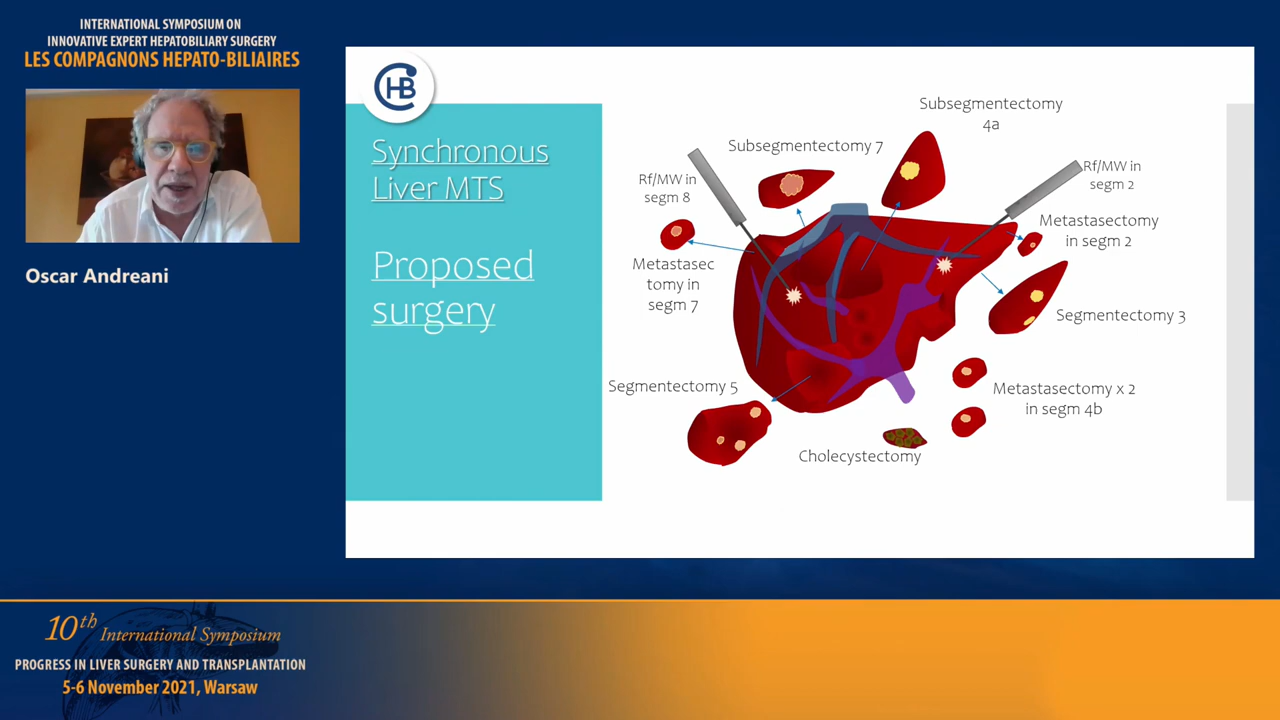 INTERNATIONAL SYMPOSIUM ON
INNOVATIVE EXPERT HEPATOBILIARY SURGERY
LES COMPAGNONS HEPATO-BILIAIRES
Oscar Andreani
CHB
Synchronous
Liver MTS
Proposed
surgery
Subsegmentectomy
4a
Subsegmentectomy 7
Rf/MW in
segm 8
Rf/MW in
segm 2
Metastasectomy
in segm 2
Metastasec
tomy in
segm 7
Segmentectomy 3
Segmentectomy 5
Metastasectomy x 2
in segm 4b
Cholecystectomy
10th International Symposium
PROGRESS IN LIVER SURGERY AND TRANSPLANTATION
5-6 November 2021, Warsaw